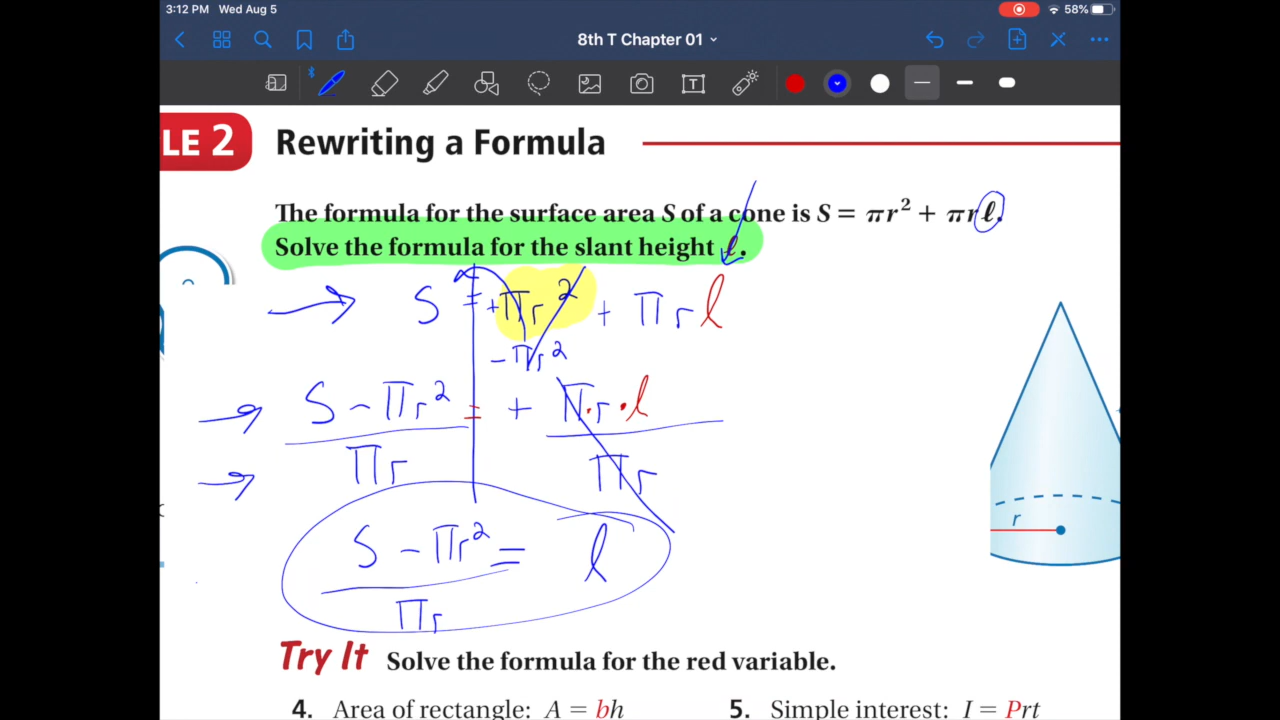 3:12 PM Wed Aug 5
58%
8th T Chapter 01
T
LE 2 Rewriting a Formula
The formula for the surface area S of a cone is S = πr² + πrℓ.
Solve the formula for the slant height ℓ.
S = +πr² + πrl
-πr²
S - πr² = + π·r·l
πr πr
S - πr² = l
πr
r
Try It Solve the formula for the red variable.
4. Area of rectangle: A = bh 5. Simple interest: I = Prt